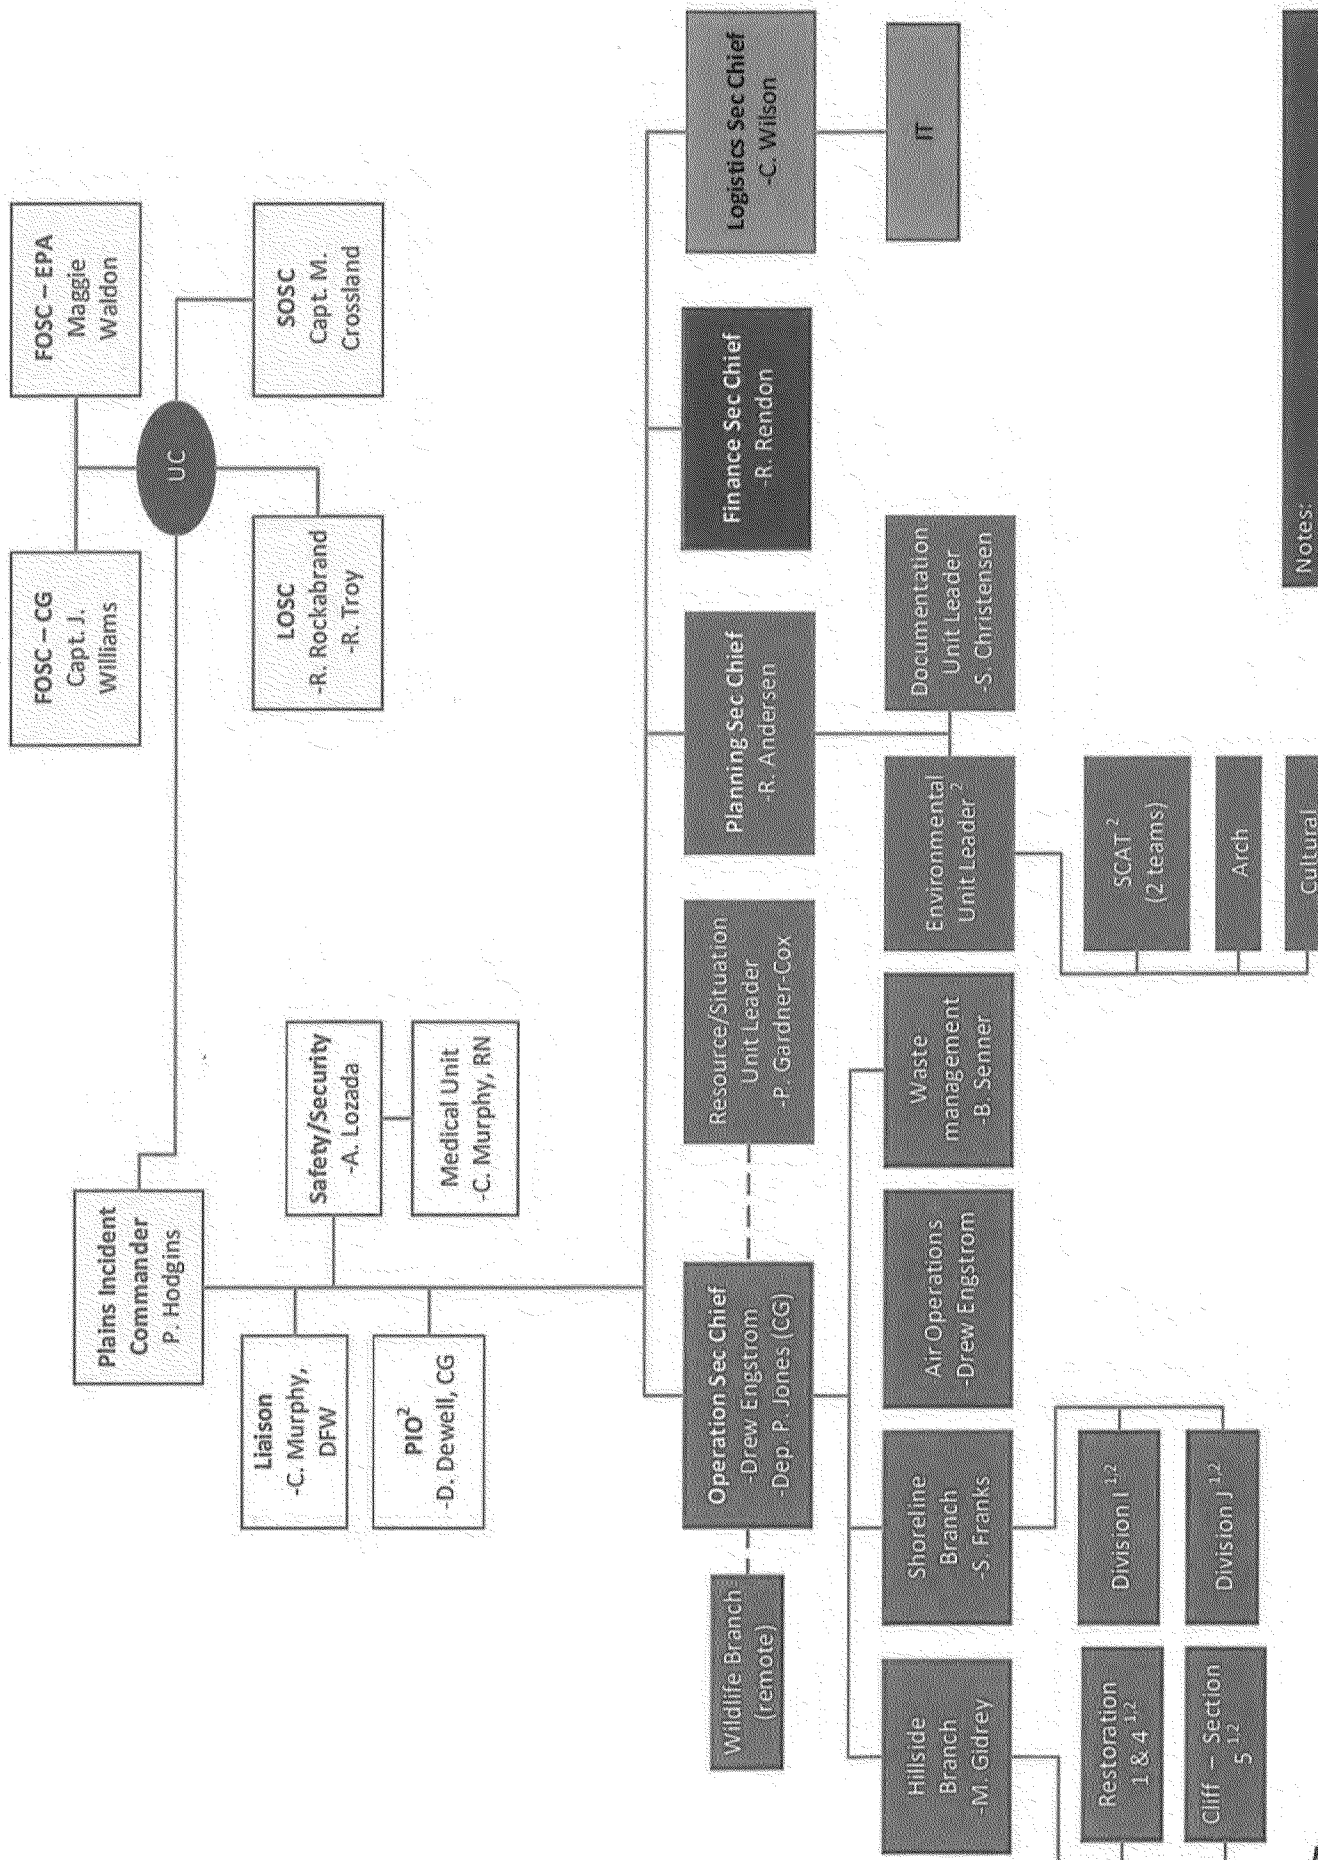 FOSC – CG
Capt. J.
Williams
FOSC – EPA
Maggie
Waldon
UC
LOSC
-R. Rockabrand
-R. Troy
SOSC
Capt. M.
Crossland
Plains Incident
Commander
P. Hodgins
Liaison
-C. Murphy,
DFW
Safety/Security
-A. Lozada
PIO²
-D. Dewell, CG
Medical Unit
-C. Murphy, RN
Wildlife Branch
(remote)
Operation Sec Chief
-Drew Engstrom
-Dep. P. Jones (CG)
Resource/Situation
Unit Leader
-P. Gardner-Cox
Planning Sec Chief
-R. Andersen
Finance Sec Chief
-R. Rendon
Logistics Sec Chief
-C. Wilson
Hillside
Branch
-M. Gidrey
Shoreline
Branch
-S. Franks
Air Operations
-Drew Engstrom
Waste
management
-B. Senner
Environmental
Unit Leader ²
Documentation
Unit Leader
-S. Christensen
IT
Restoration
1 & 4 ¹,²
Division I ¹,²
SCAT ²
(2 teams)
Cliff – Section
5 ¹,²
Division J ¹,²
Arch
Cultural
Notes: